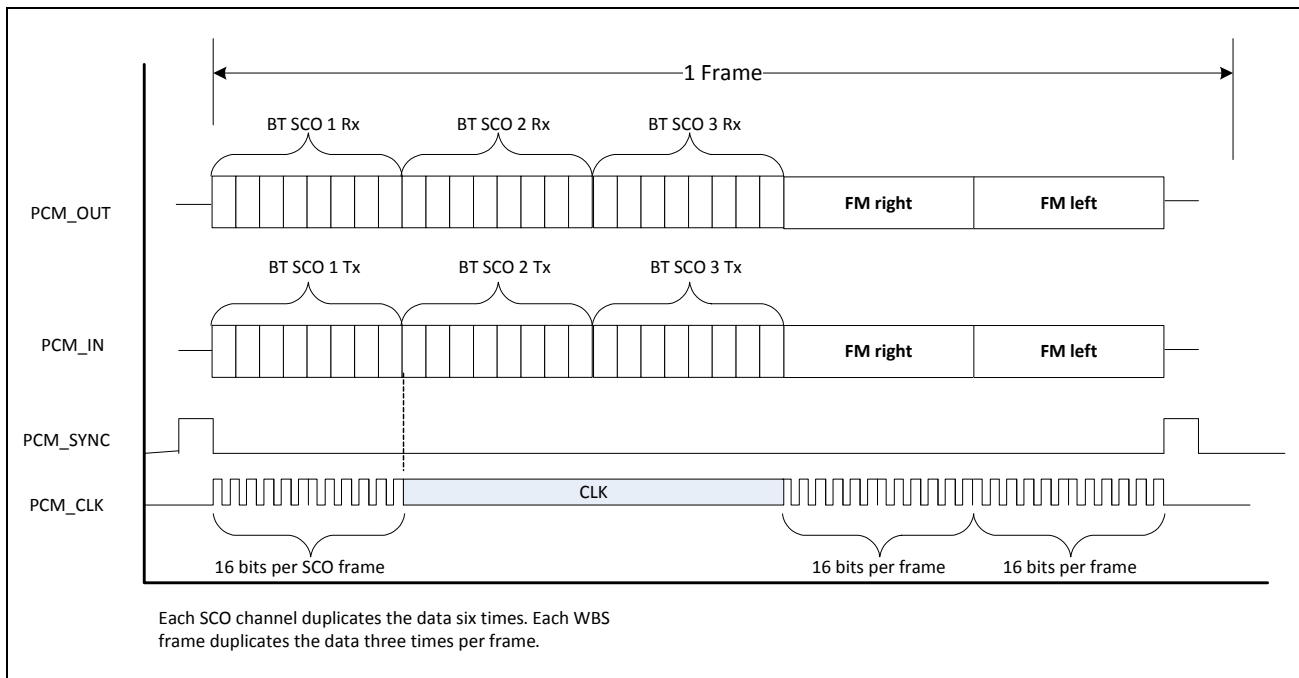 1 Frame
BT SCO 1 Rx
BT SCO 2 Rx
BT SCO 3 Rx
PCM_OUT
FM right
FM left
BT SCO 1 Tx
BT SCO 2 Tx
BT SCO 3 Tx
PCM_IN
FM right
FM left
PCM_SYNC
PCM_CLK
CLK
16 bits per SCO frame
16 bits per frame
16 bits per frame
Each SCO channel duplicates the data six times. Each WBS
frame duplicates the data three times per frame.